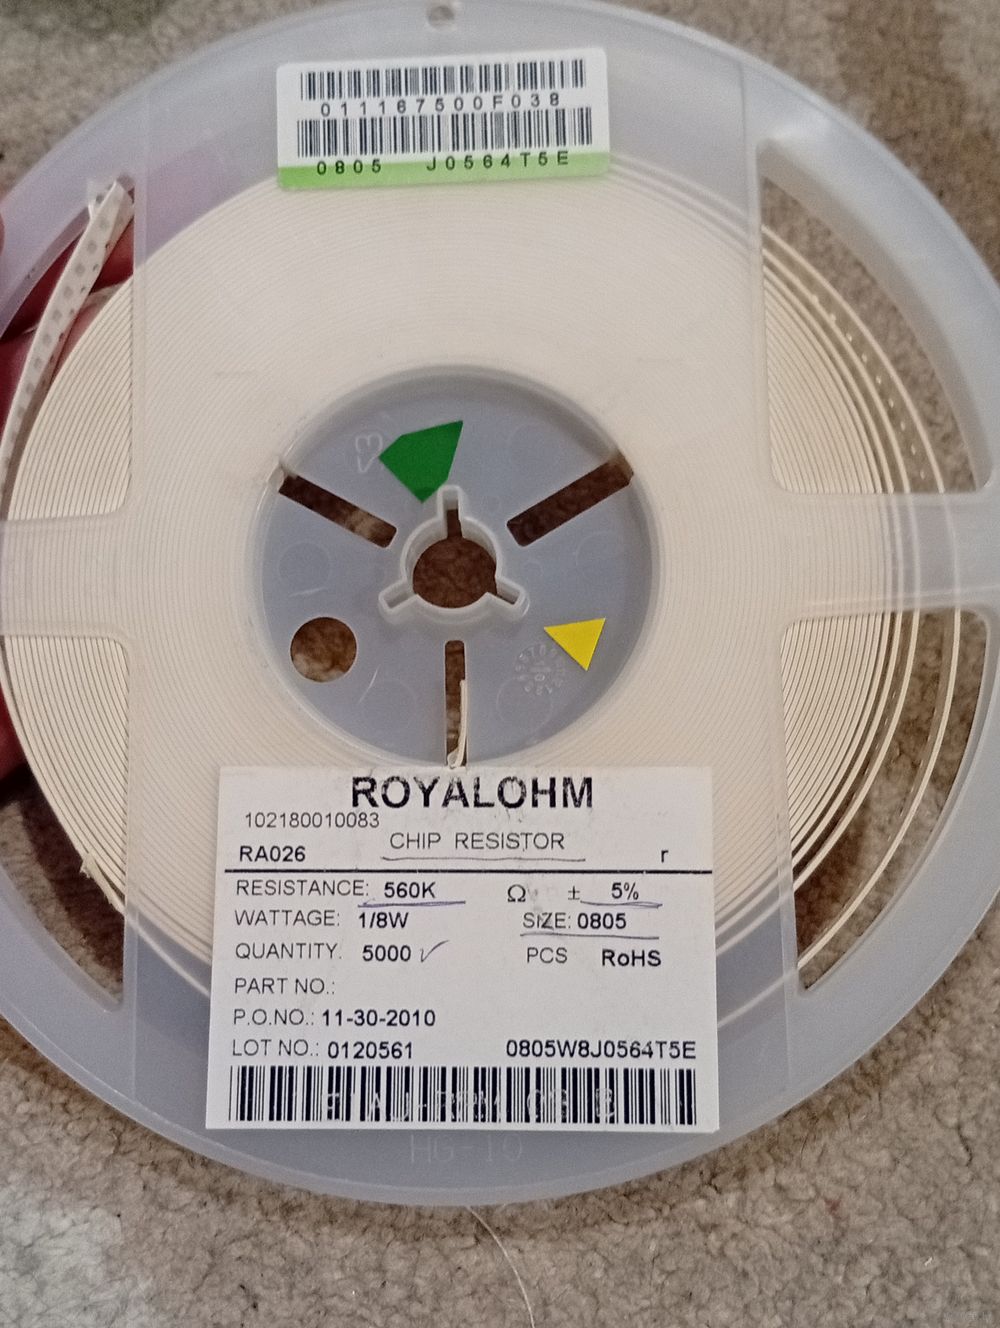 011167500F038
0805 J0564T5E
ROYALOHM
102180010083
CHIP RESISTOR
RA026 r
RESISTANCE: 560K Ω ± 5%
WATTAGE: 1/8W SIZE: 0805
QUANTITY. 5000 PCS RoHS
PART NO.:
P.O.NO.: 11-30-2010
LOT NO.: 0120561 0805W8J0564T5E
HG-10